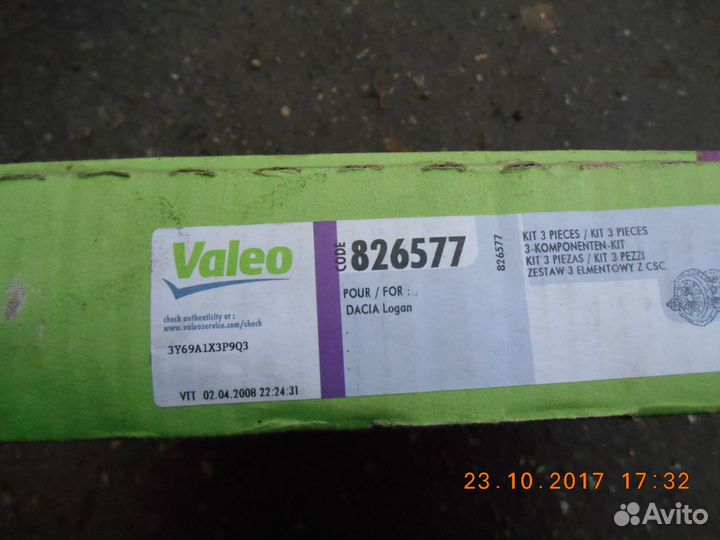 Valeo
check authenticity at :
www.valeoservice.com/check
3Y69A1X3P9Q3
VTT 02.04.2008 22:24:31
CODE
826577
POUR / FOR :
DACIA Logan
826577
KIT 3 PIECES / KIT 3 PIECES
3-KOMPONENTEN-KIT
KIT 3 PIEZAS / KIT 3 PEZZI
ZESTAW 3 ELMENTOWY Z CSC
23.10.2017 17:32
Avito